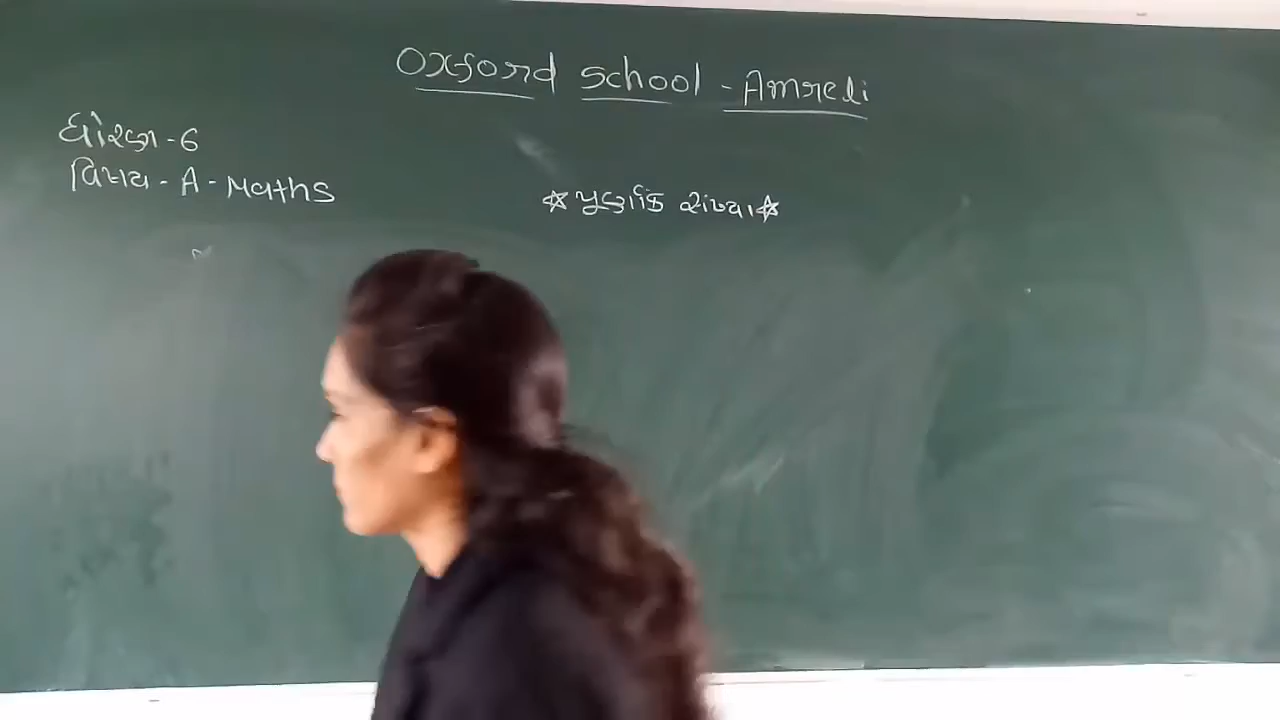 Oxford School - Amreli
ધોરણ - 6
વિષય - A - Maths
☆ પુર્ણાંક સંખ્યા ☆